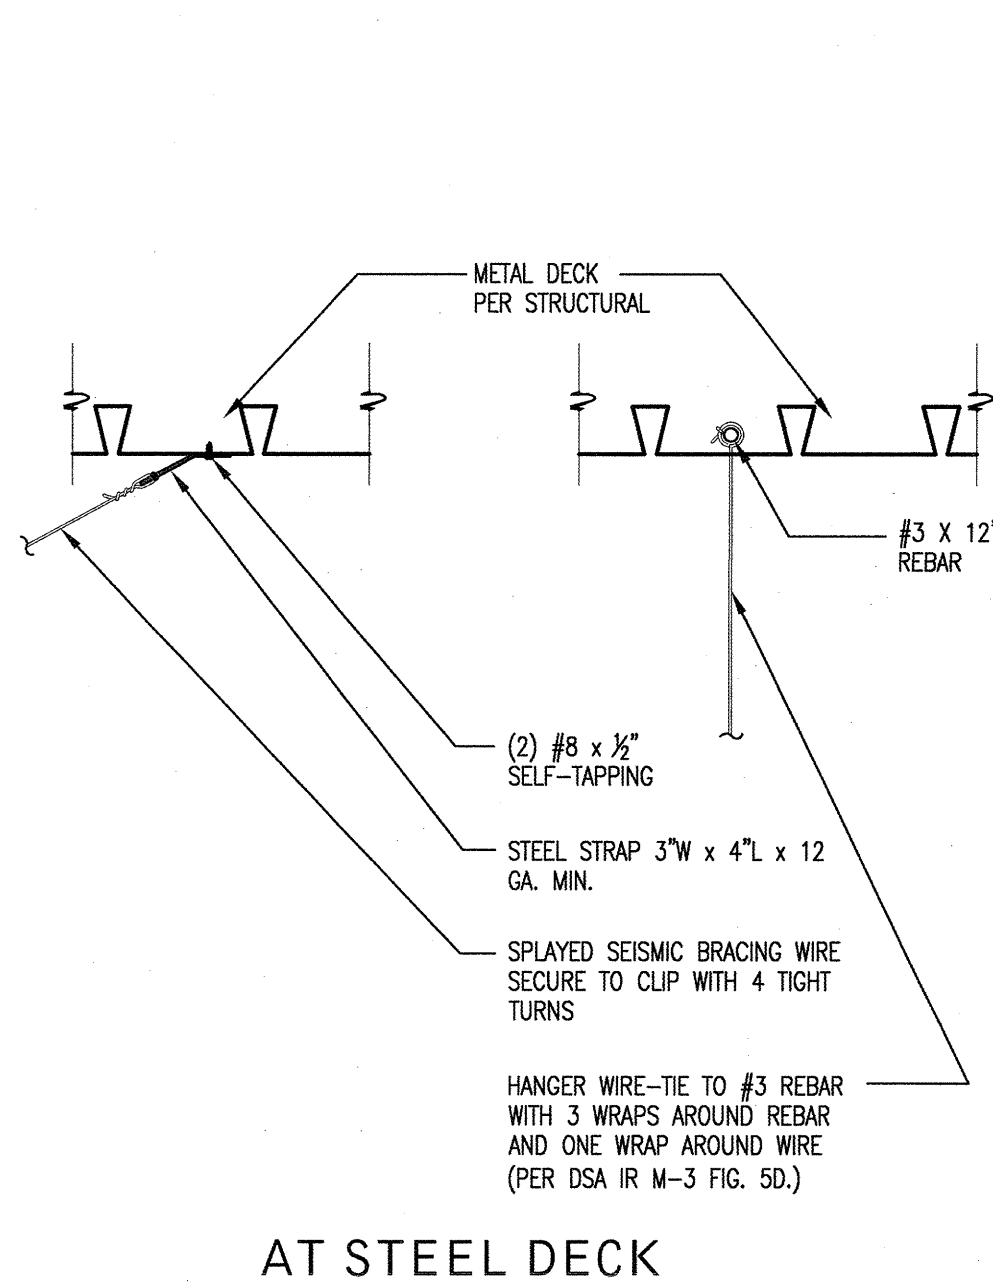 METAL DECK
PER STRUCTURAL
#3 X 12"
REBAR
(2) #8 x ½"
SELF-TAPPING
STEEL STRAP 3"W x 4"L x 12
GA. MIN.
SPLAYED SEISMIC BRACING WIRE
SECURE TO CLIP WITH 4 TIGHT
TURNS
HANGER WIRE-TIE TO #3 REBAR
WITH 3 WRAPS AROUND REBAR
AND ONE WRAP AROUND WIRE
(PER DSA IR M-3 FIG. 5D.)
AT STEEL DECK